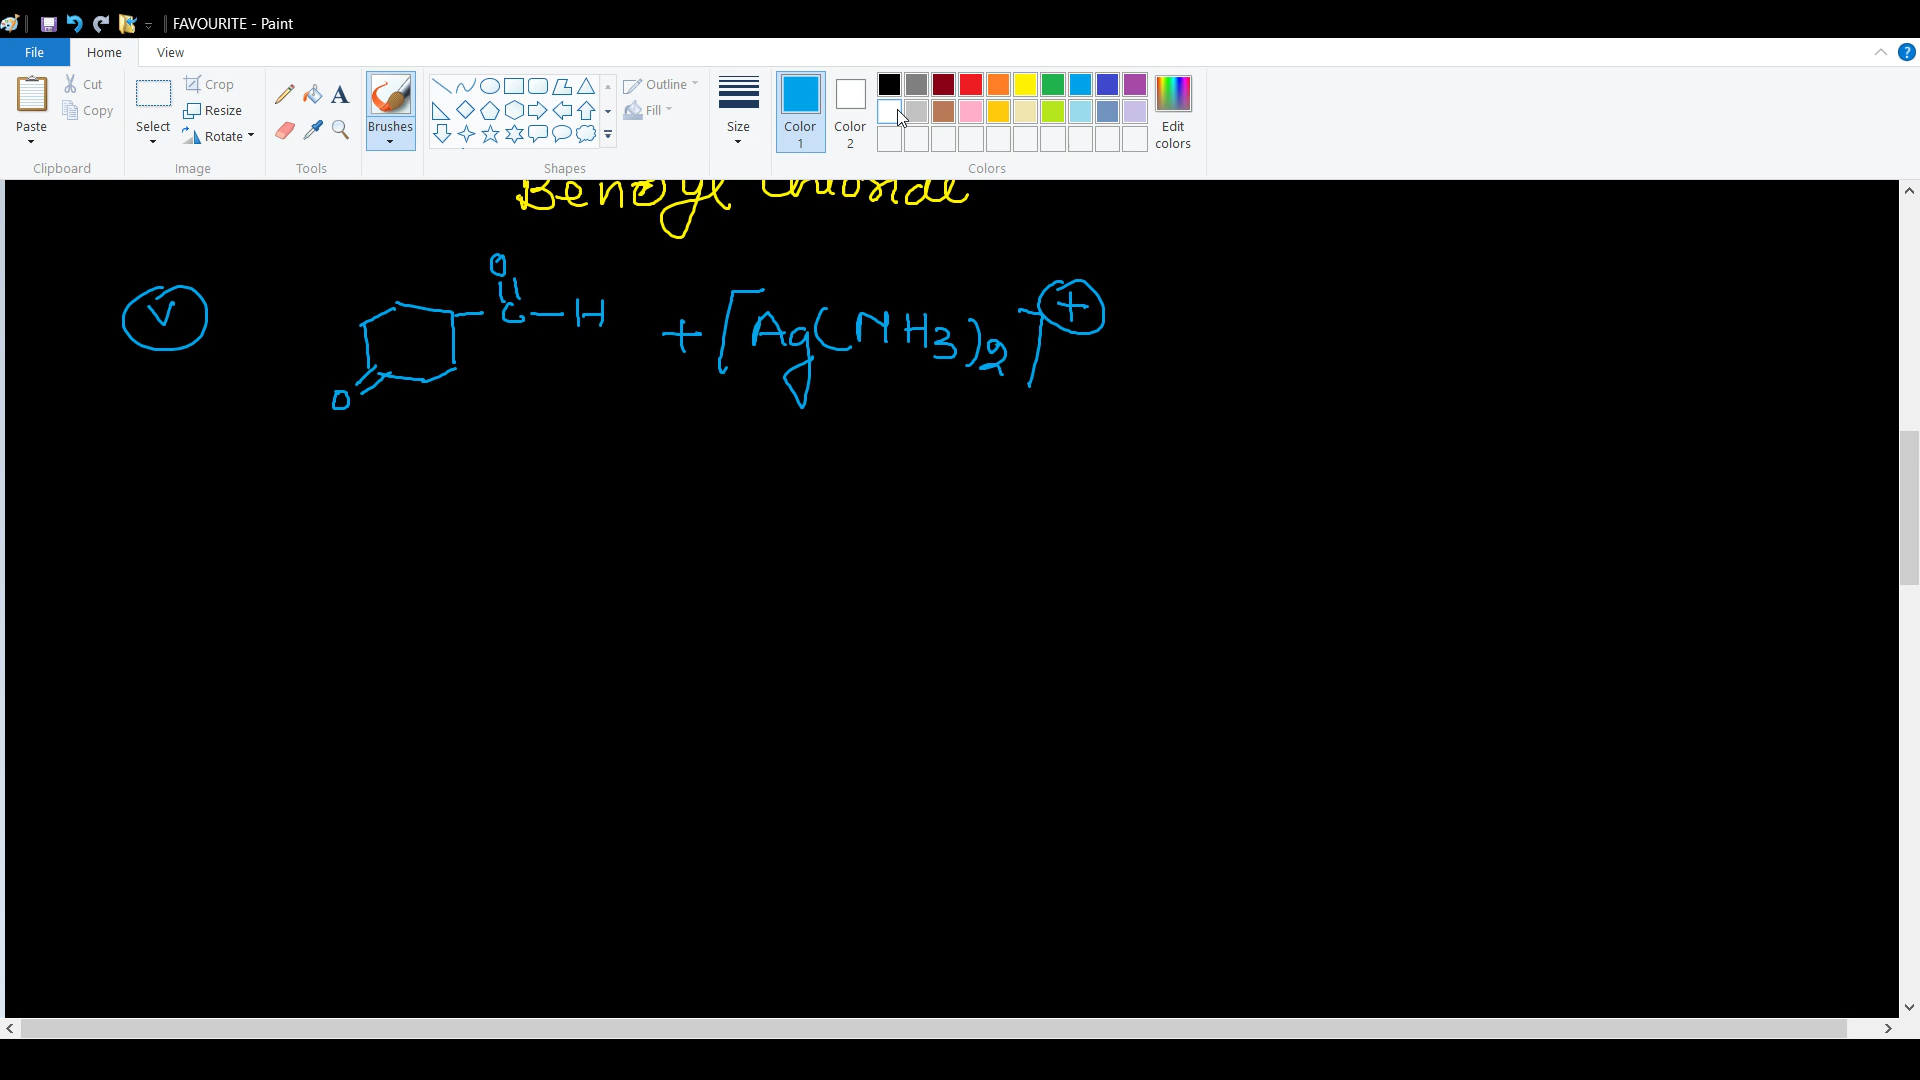 FAVOURITE - Paint
File Home View
Paste Cut Copy Clipboard
Select Crop Resize Rotate Image
Tools
Brushes
Shapes Outline Fill
Size
Color 1 Color 2 Colors Edit colors
V
O
C - H + [Ag(NH3)2]+
O